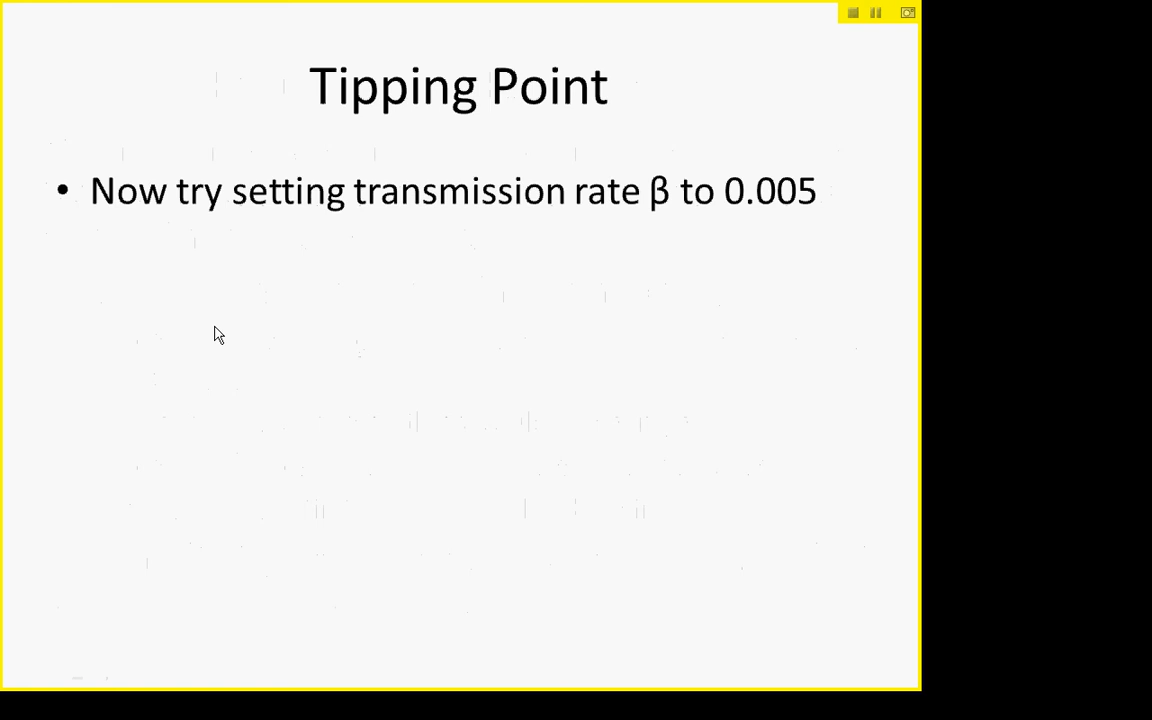 Tipping Point
• Now try setting transmission rate β to 0.005